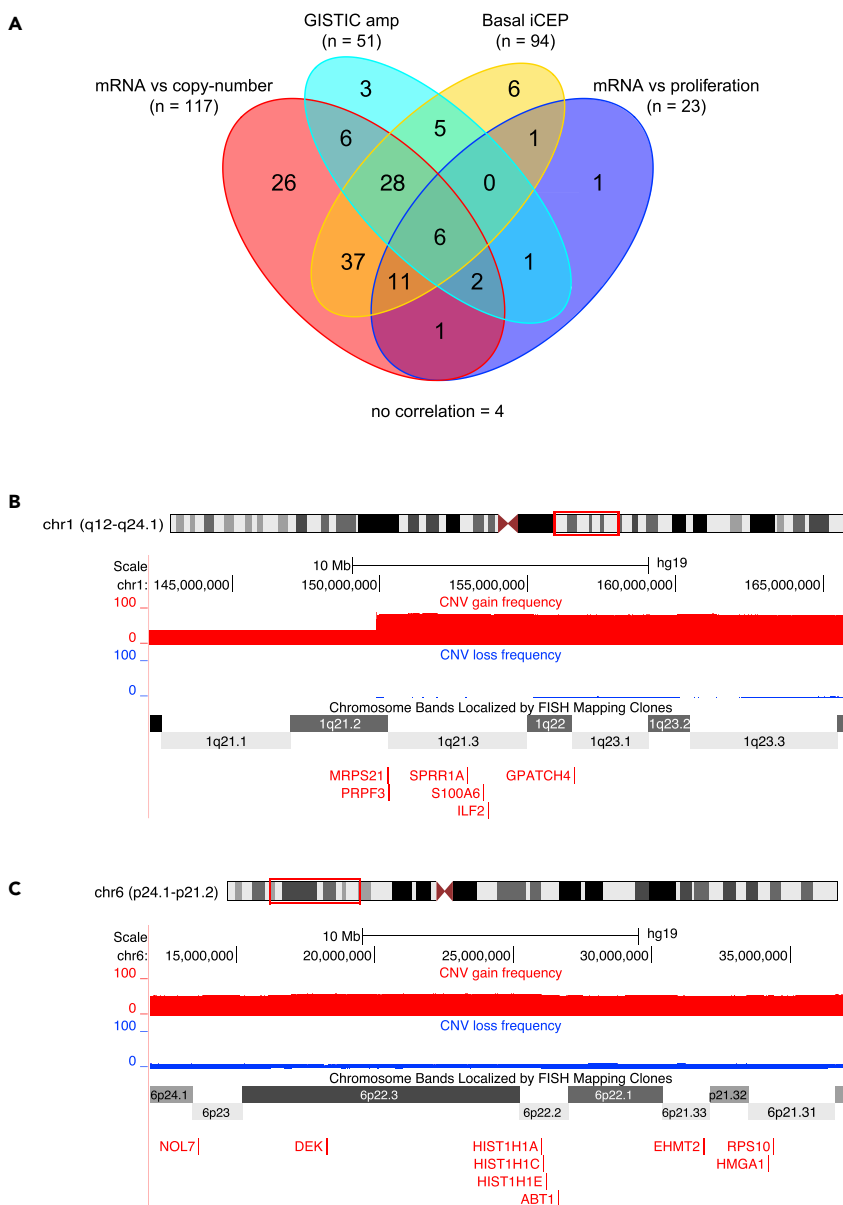 A
GISTIC amp
(n = 51)
Basal iCEP
(n = 94)
mRNA vs copy-number
(n = 117)
mRNA vs proliferation
(n = 23)
3
6
6
5
1
26
28
0
1
6
37
11
2
1
1
no correlation = 4
B
chr1 (q12-q24.1)
Scale
10 Mb
hg19
chr1:
145,000,000
150,000,000
155,000,000
160,000,000
165,000,000
CNV gain frequency
100 _
0 _
CNV loss frequency
100 _
0 _
Chromosome Bands Localized by FISH Mapping Clones
1q21.2
1q22
1q23.2
1q21.1
1q21.3
1q23.1
1q23.3
MRPS21
SPRR1A
GPATCH4
PRPF3
S100A6
ILF2
C
chr6 (p24.1-p21.2)
Scale
10 Mb
hg19
chr6:
15,000,000
20,000,000
25,000,000
30,000,000
35,000,000
CNV gain frequency
100 _
0 _
CNV loss frequency
100 _
0 _
Chromosome Bands Localized by FISH Mapping Clones
6p24.1
6p22.3
6p22.1
p21.32
6p23
6p22.2
6p21.33
6p21.31
NOL7
DEK
HIST1H1A
EHMT2
RPS10
HIST1H1C
HMGA1
HIST1H1E
ABT1